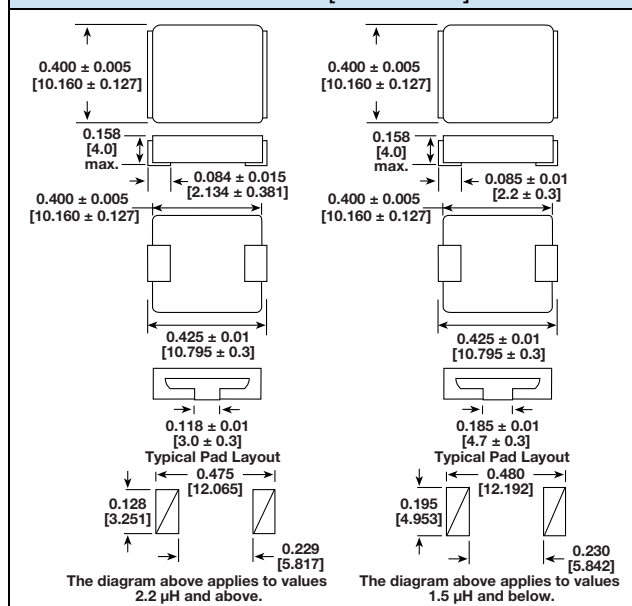 0.400 ± 0.005
[10.160 ± 0.127]
0.158
[4.0]
max.
0.084 ± 0.015
[2.134 ± 0.381]
0.400 ± 0.005
[10.160 ± 0.127]
0.425 ± 0.01
[10.795 ± 0.3]
0.118 ± 0.01
[3.0 ± 0.3]
Typical Pad Layout
0.475
[12.065]
0.128
[3.251]
0.229
[5.817]
The diagram above applies to values
2.2 µH and above.
0.400 ± 0.005
[10.160 ± 0.127]
0.158
[4.0]
max.
0.085 ± 0.01
[2.2 ± 0.3]
0.400 ± 0.005
[10.160 ± 0.127]
0.425 ± 0.01
[10.795 ± 0.3]
0.185 ± 0.01
[4.7 ± 0.3]
Typical Pad Layout
0.480
[12.192]
0.195
[4.953]
0.230
[5.842]
The diagram above applies to values
1.5 µH and below.